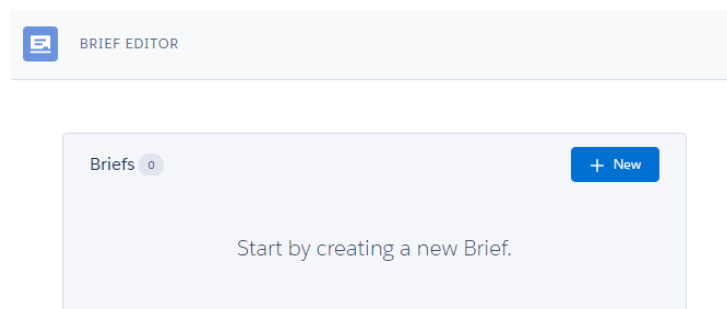 BRIEF EDITOR
Briefs 0
+ New
Start by creating a new Brief.